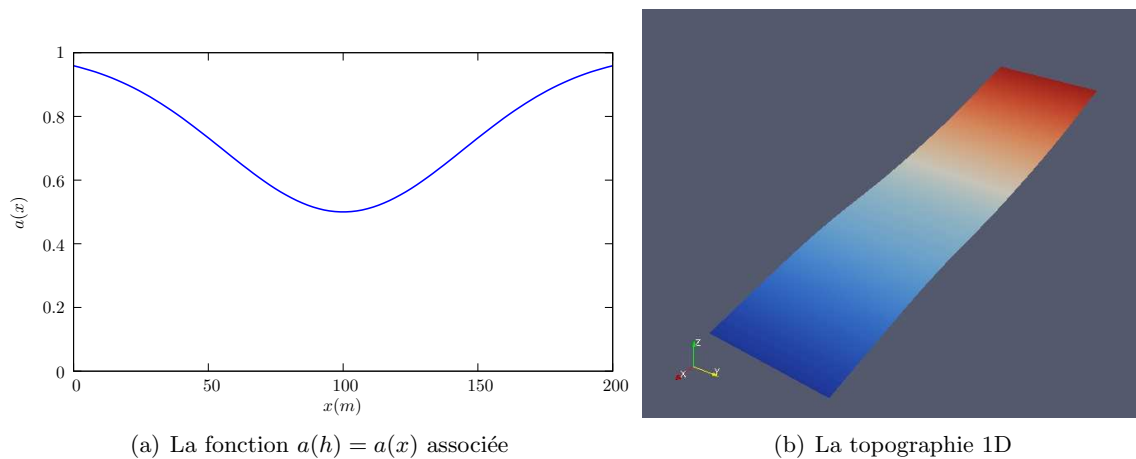 1
0.8
0.6
0.4
0.2
0
a(x)
0 50 100 150 200
x(m)
Z
X
Y
(a) La fonction a(h) = a(x) associée
(b) La topographie 1D